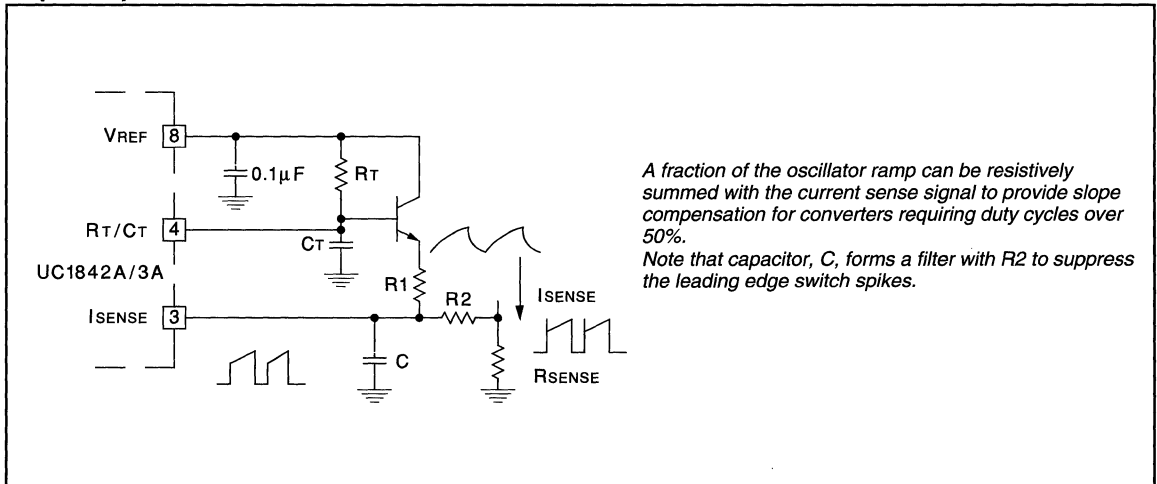 VREF 8
0.1µF
RT
RT/CT 4
CT
UC1842A/3A
R1
ISENSE
R2
ISENSE 3
C
RSENSE
A fraction of the oscillator ramp can be resistively
summed with the current sense signal to provide slope
compensation for converters requiring duty cycles over
50%.
Note that capacitor, C, forms a filter with R2 to suppress
the leading edge switch spikes.